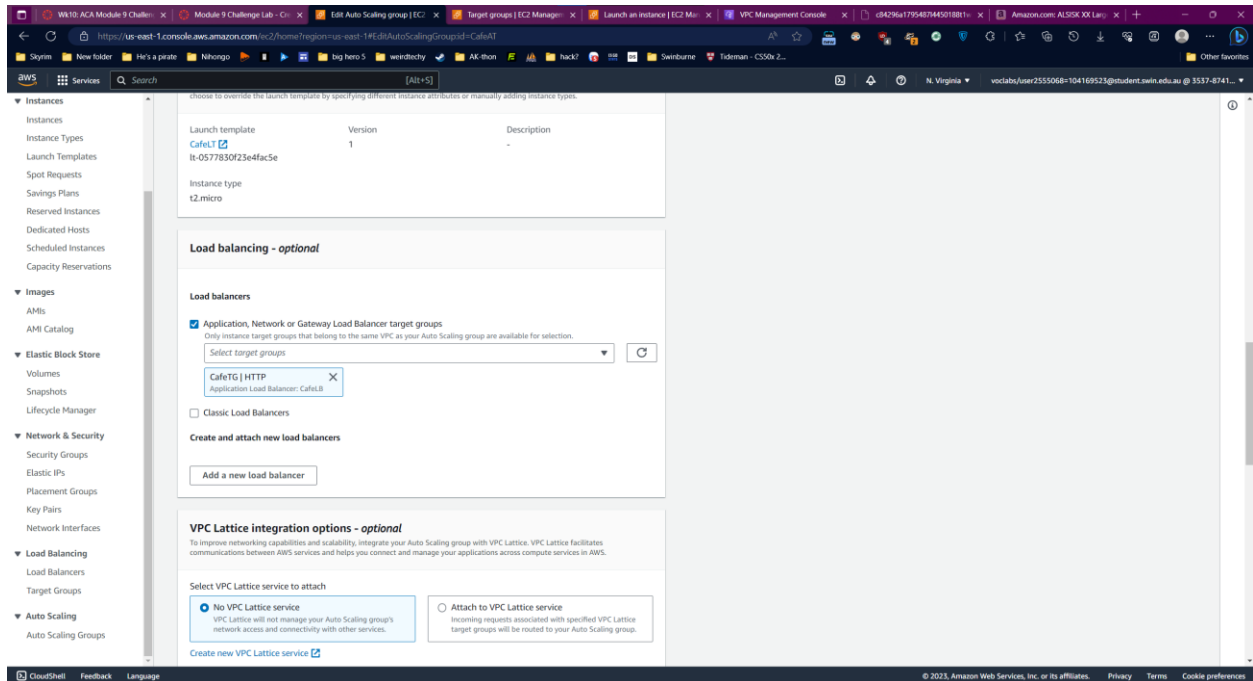 Wk10: ACA Module 9 Challen
Module 9 Challenge Lab - Cre
Edit Auto Scaling group | EC2
Target groups | EC2 Managem
Launch an instance | EC2 Man
VPC Management Console
Amazon.com: ALSISK XX Larg
https://us-east-1.console.aws.amazon.com/ec2/home?region=us-east-1#EditAutoScalingGroup:id=CafeAT
Skyrim
New folder
He's a pirate
Nihongo
big hero 5
weirdtechy
AK-thon
hack?
Swinburne
Tideman - CS50x 2...
Other favorites
aws
Services
Search
[Alt+S]
N. Virginia
voclabs/user2555068=104169523@student.swin.edu.au @ 3537-8741...
Instances
Instances
Instance Types
Launch Templates
Spot Requests
Savings Plans
Reserved Instances
Dedicated Hosts
Scheduled Instances
Capacity Reservations
Images
AMIs
AMI Catalog
Elastic Block Store
Volumes
Snapshots
Lifecycle Manager
Network & Security
Security Groups
Elastic IPs
Placement Groups
Key Pairs
Network Interfaces
Load Balancing
Load Balancers
Target Groups
Auto Scaling
Auto Scaling Groups
choose to override the launch template by specifying different instance attributes or manually adding instance types.
Launch template
Version
Description
CafeLT
1
-
lt-0577830f23e4fac5e
Instance type
t2.micro
Load balancing - optional
Load balancers
Application, Network or Gateway Load Balancer target groups
Only instance target groups that belong to the same VPC as your Auto Scaling group are available for selection.
Select target groups
CafeTG | HTTP
Application Load Balancer: CafeLB
Classic Load Balancers
Create and attach new load balancers
Add a new load balancer
VPC Lattice integration options - optional
To improve networking capabilities and scalability, integrate your Auto Scaling group with VPC Lattice. VPC Lattice facilitates
communications between AWS services and helps you connect and manage your applications across compute services in AWS.
Select VPC Lattice service to attach
No VPC Lattice service
VPC Lattice will not manage your Auto Scaling group's
network access and connectivity with other services.
Attach to VPC Lattice service
Incoming requests associated with specified VPC Lattice
target groups will be routed to your Auto Scaling group.
Create new VPC Lattice service
CloudShell
Feedback
Language
© 2023, Amazon Web Services, Inc. or its affiliates.
Privacy
Terms
Cookie preferences